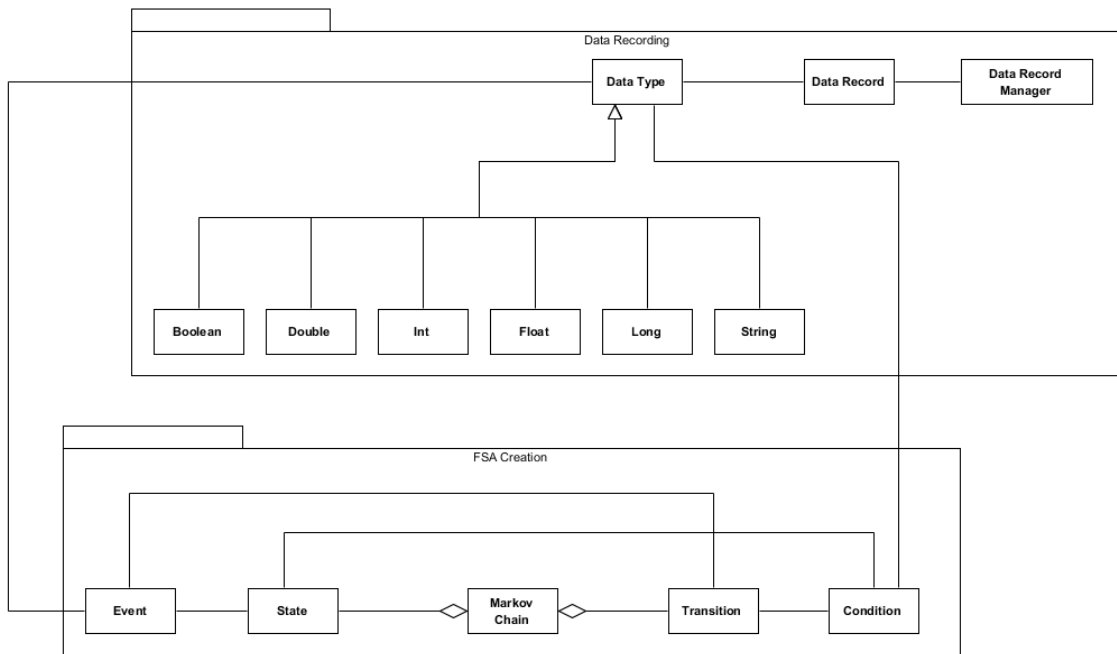 Data Recording
Data Type
Data Record
Data Record
Manager
Boolean
Double
Int
Float
Long
String
FSA Creation
Event
State
Markov
Chain
Transition
Condition